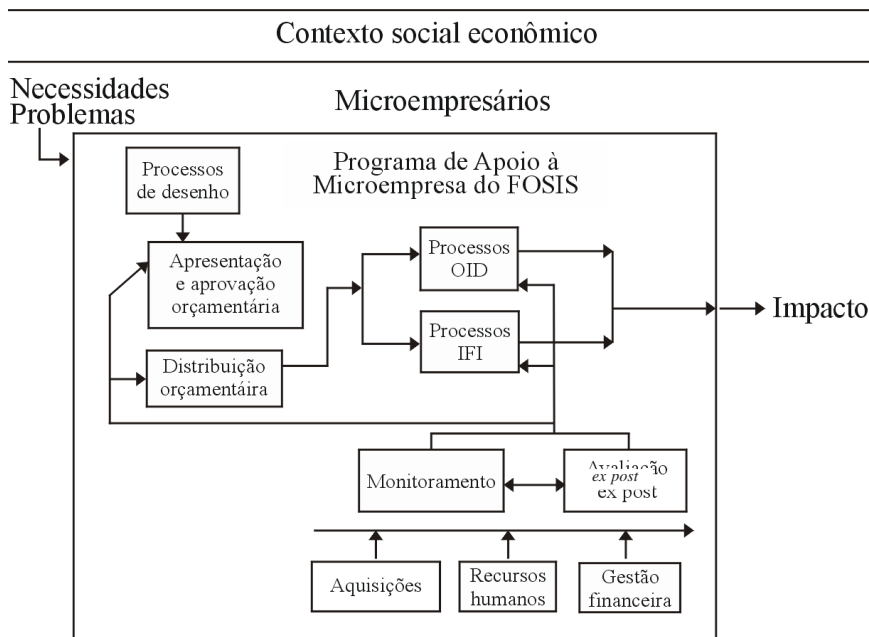 Contexto social econômico
Necessidades
Problemas
Microempresários
Programa de Apoio à
Microempresa do FOSIS
Processos
de desenho
Apresentação
e aprovação
orçamentária
Processos
OID
Processos
IFI
Impacto
Distribuição
orçamentáira
Monitoramento
Avaliação
ex post
ex post
Aquisições
Recursos
humanos
Gestão
financeira